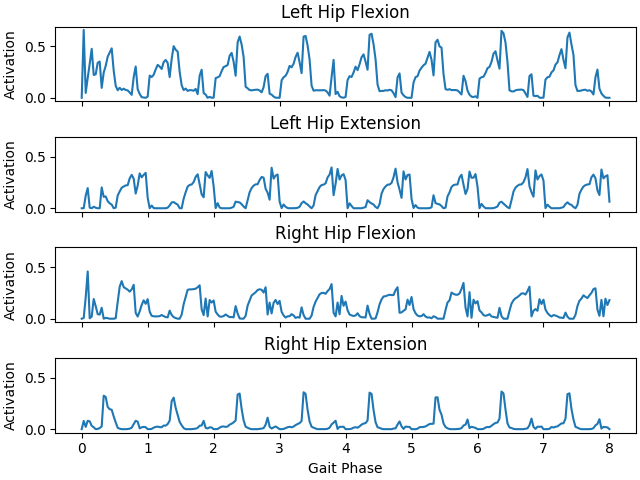 Left Hip Flexion
Activation
0.5
0.0
Left Hip Extension
Activation
0.5
0.0
Right Hip Flexion
Activation
0.5
0.0
Right Hip Extension
Activation
0.5
0.0
0 1 2 3 4 5 6 7 8
Gait Phase